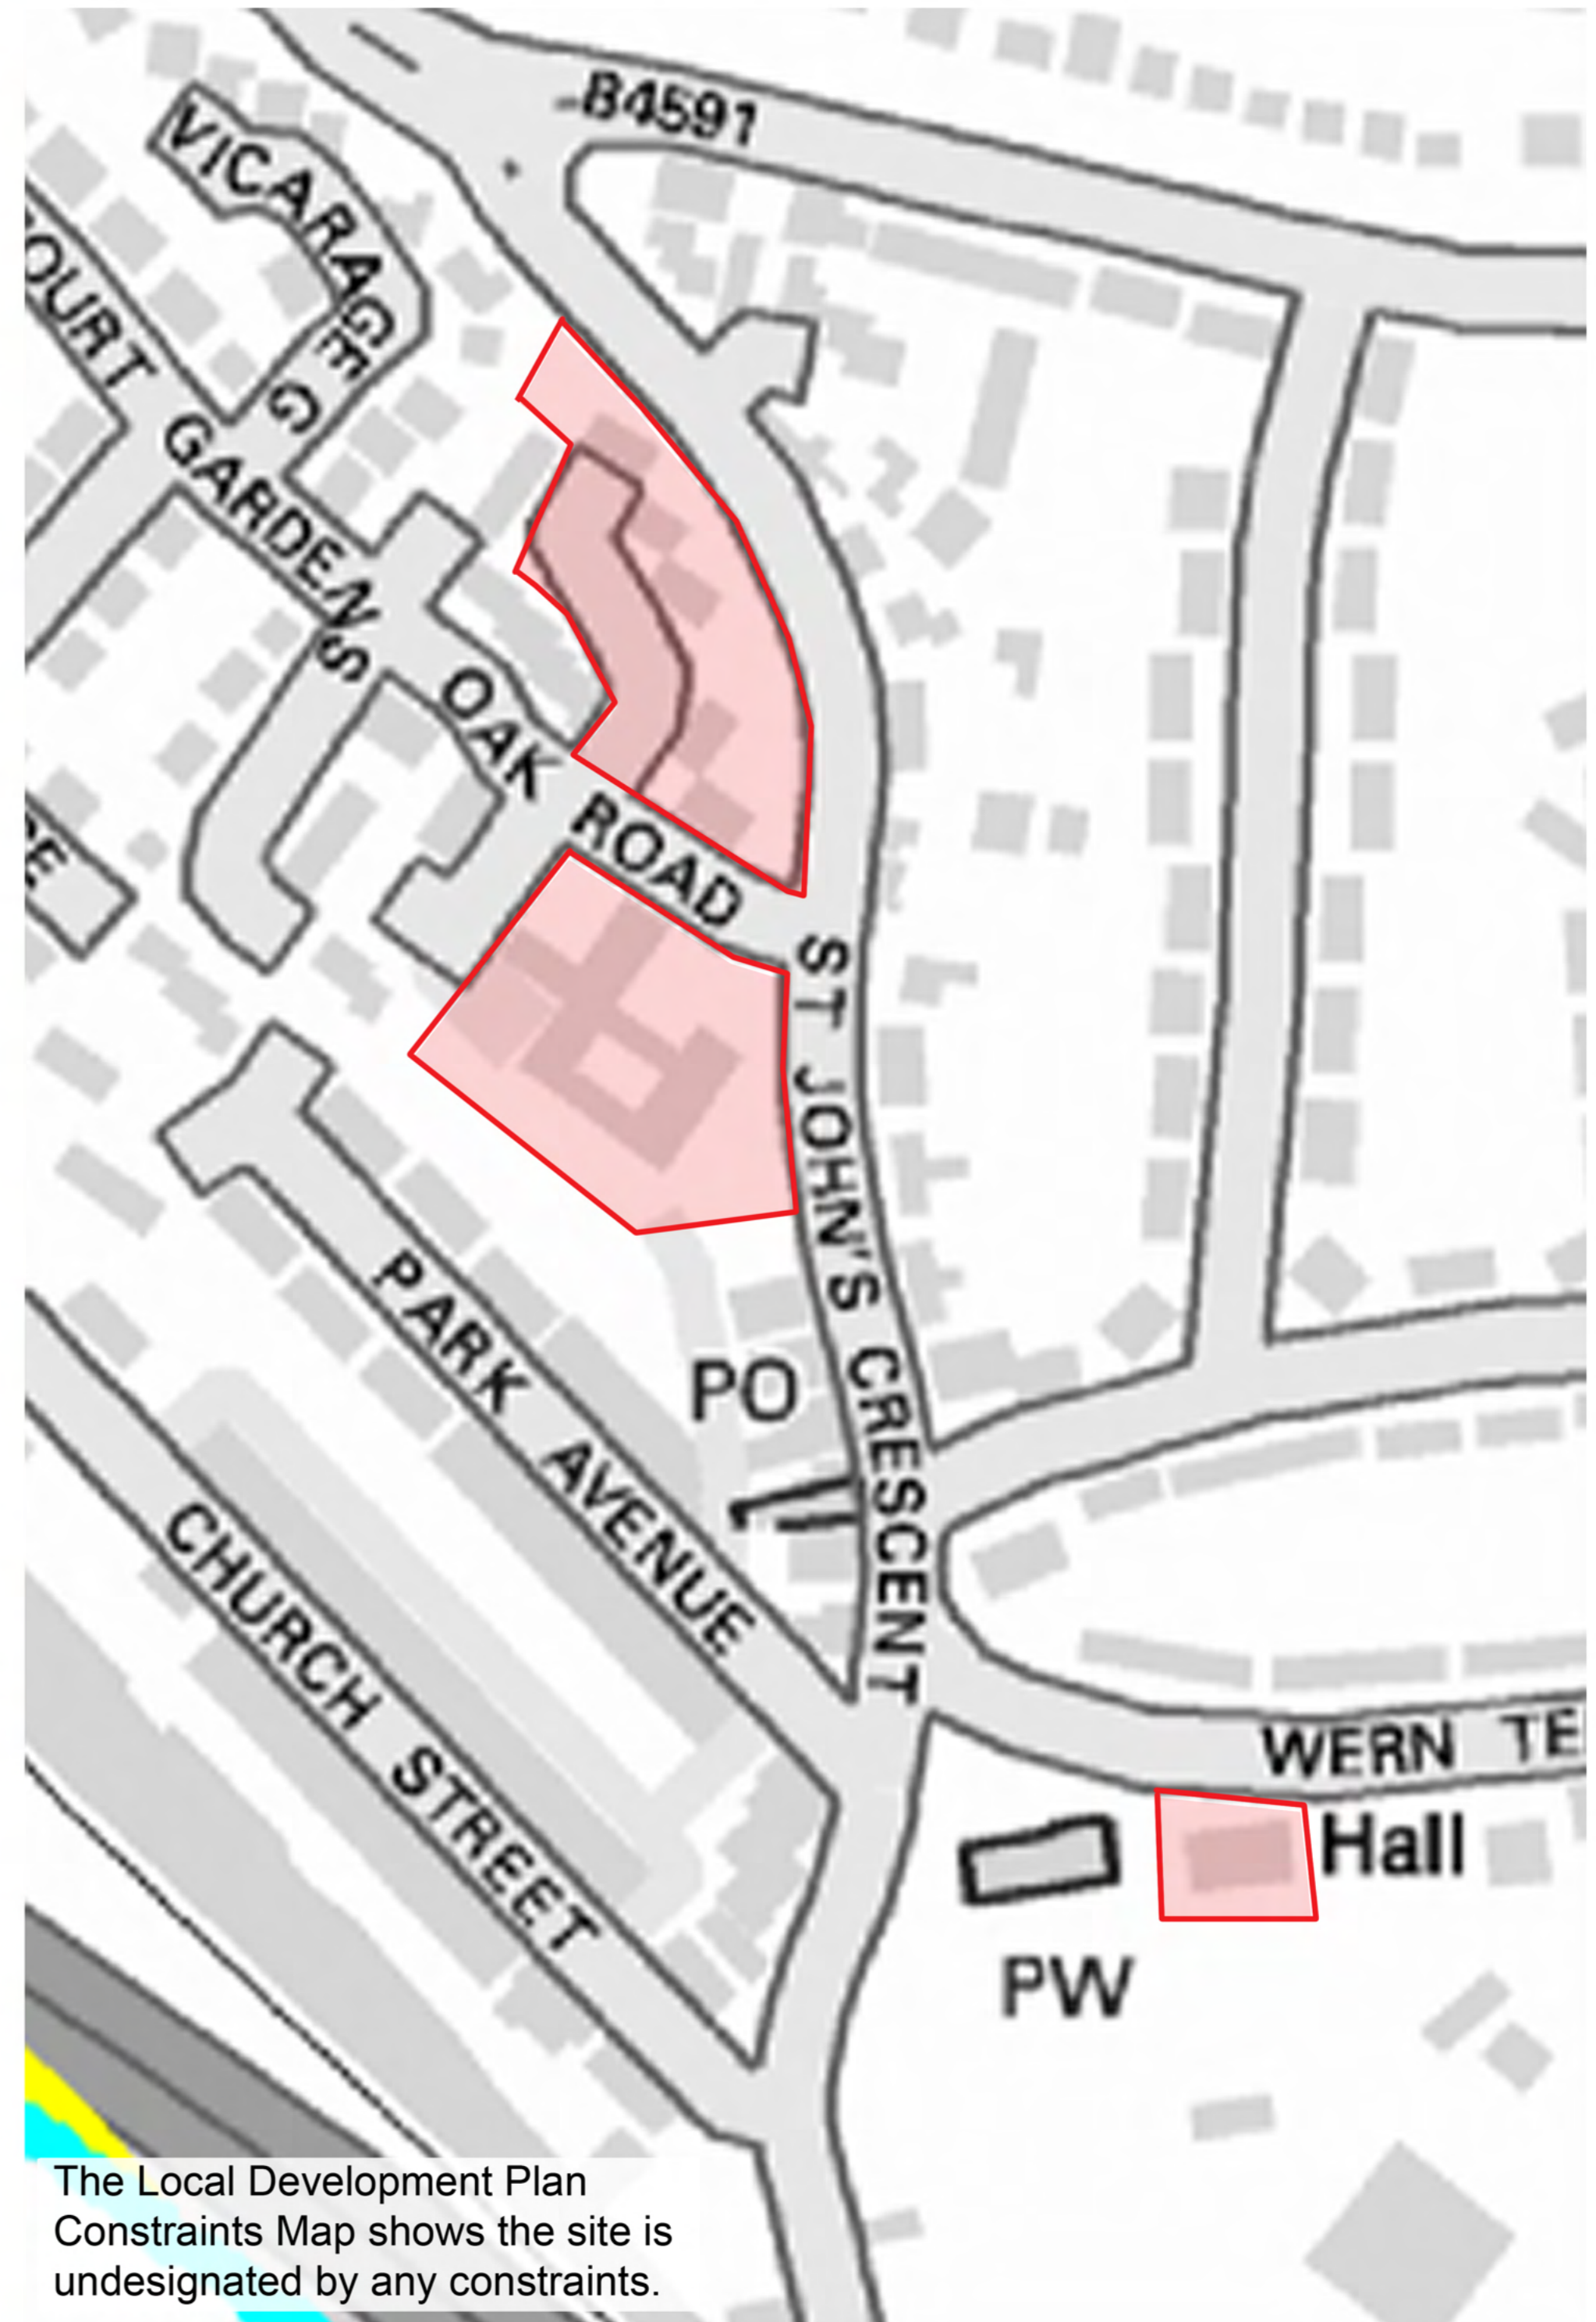 B4591
VICARAGE G
COURT GARDENS
OAK ROAD
ST JOHN'S CRESCENT
PO
PARK AVENUE
CHURCH STREET
WERN TE
Hall
PW
The Local Development Plan
Constraints Map shows the site is
undesignated by any constraints.